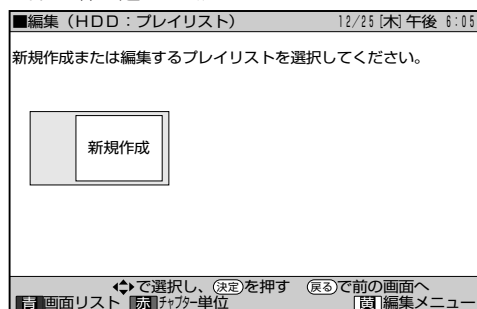 ■編集(HDD:プレイリスト) 12/25[木]午後 6:05
新規作成または編集するプレイリストを選択してください。
新規作成
で選択し、決定を押す 戻るで前の画面へ
青 画面リスト 赤 チャプター単位 黄 編集メニュー